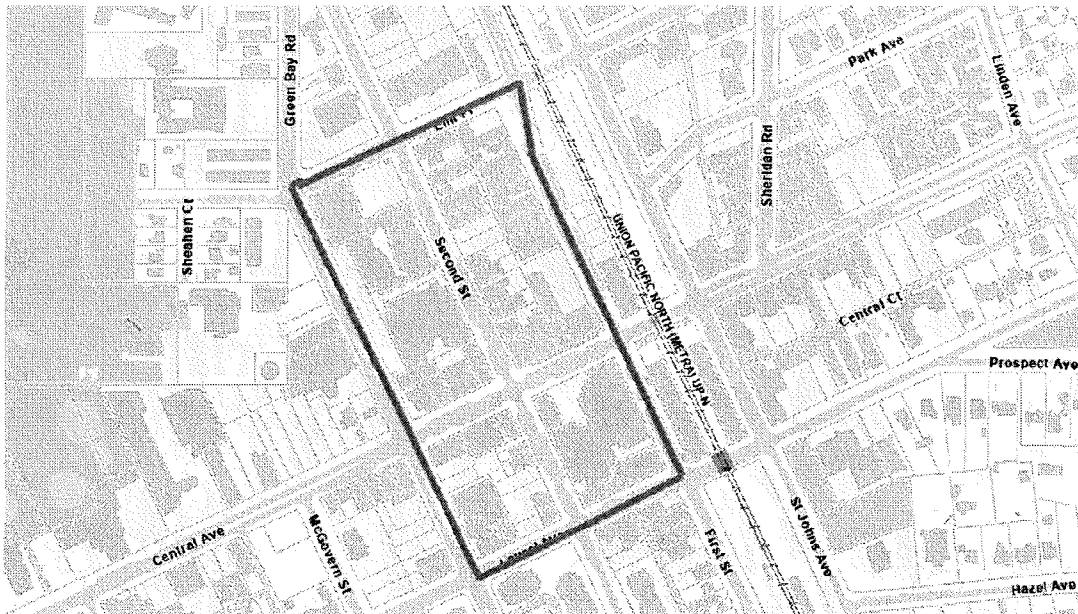 Green Bay Rd
Park Ave
Linden Ave
Sheridan Rd
Sheahen Ct
Second St
UNION PACIFIC NORTH (METRA) UP-N
Central Ct
Prospect Ave
Central Ave
McGovern St
First St
St Johns Ave
Hazel Ave